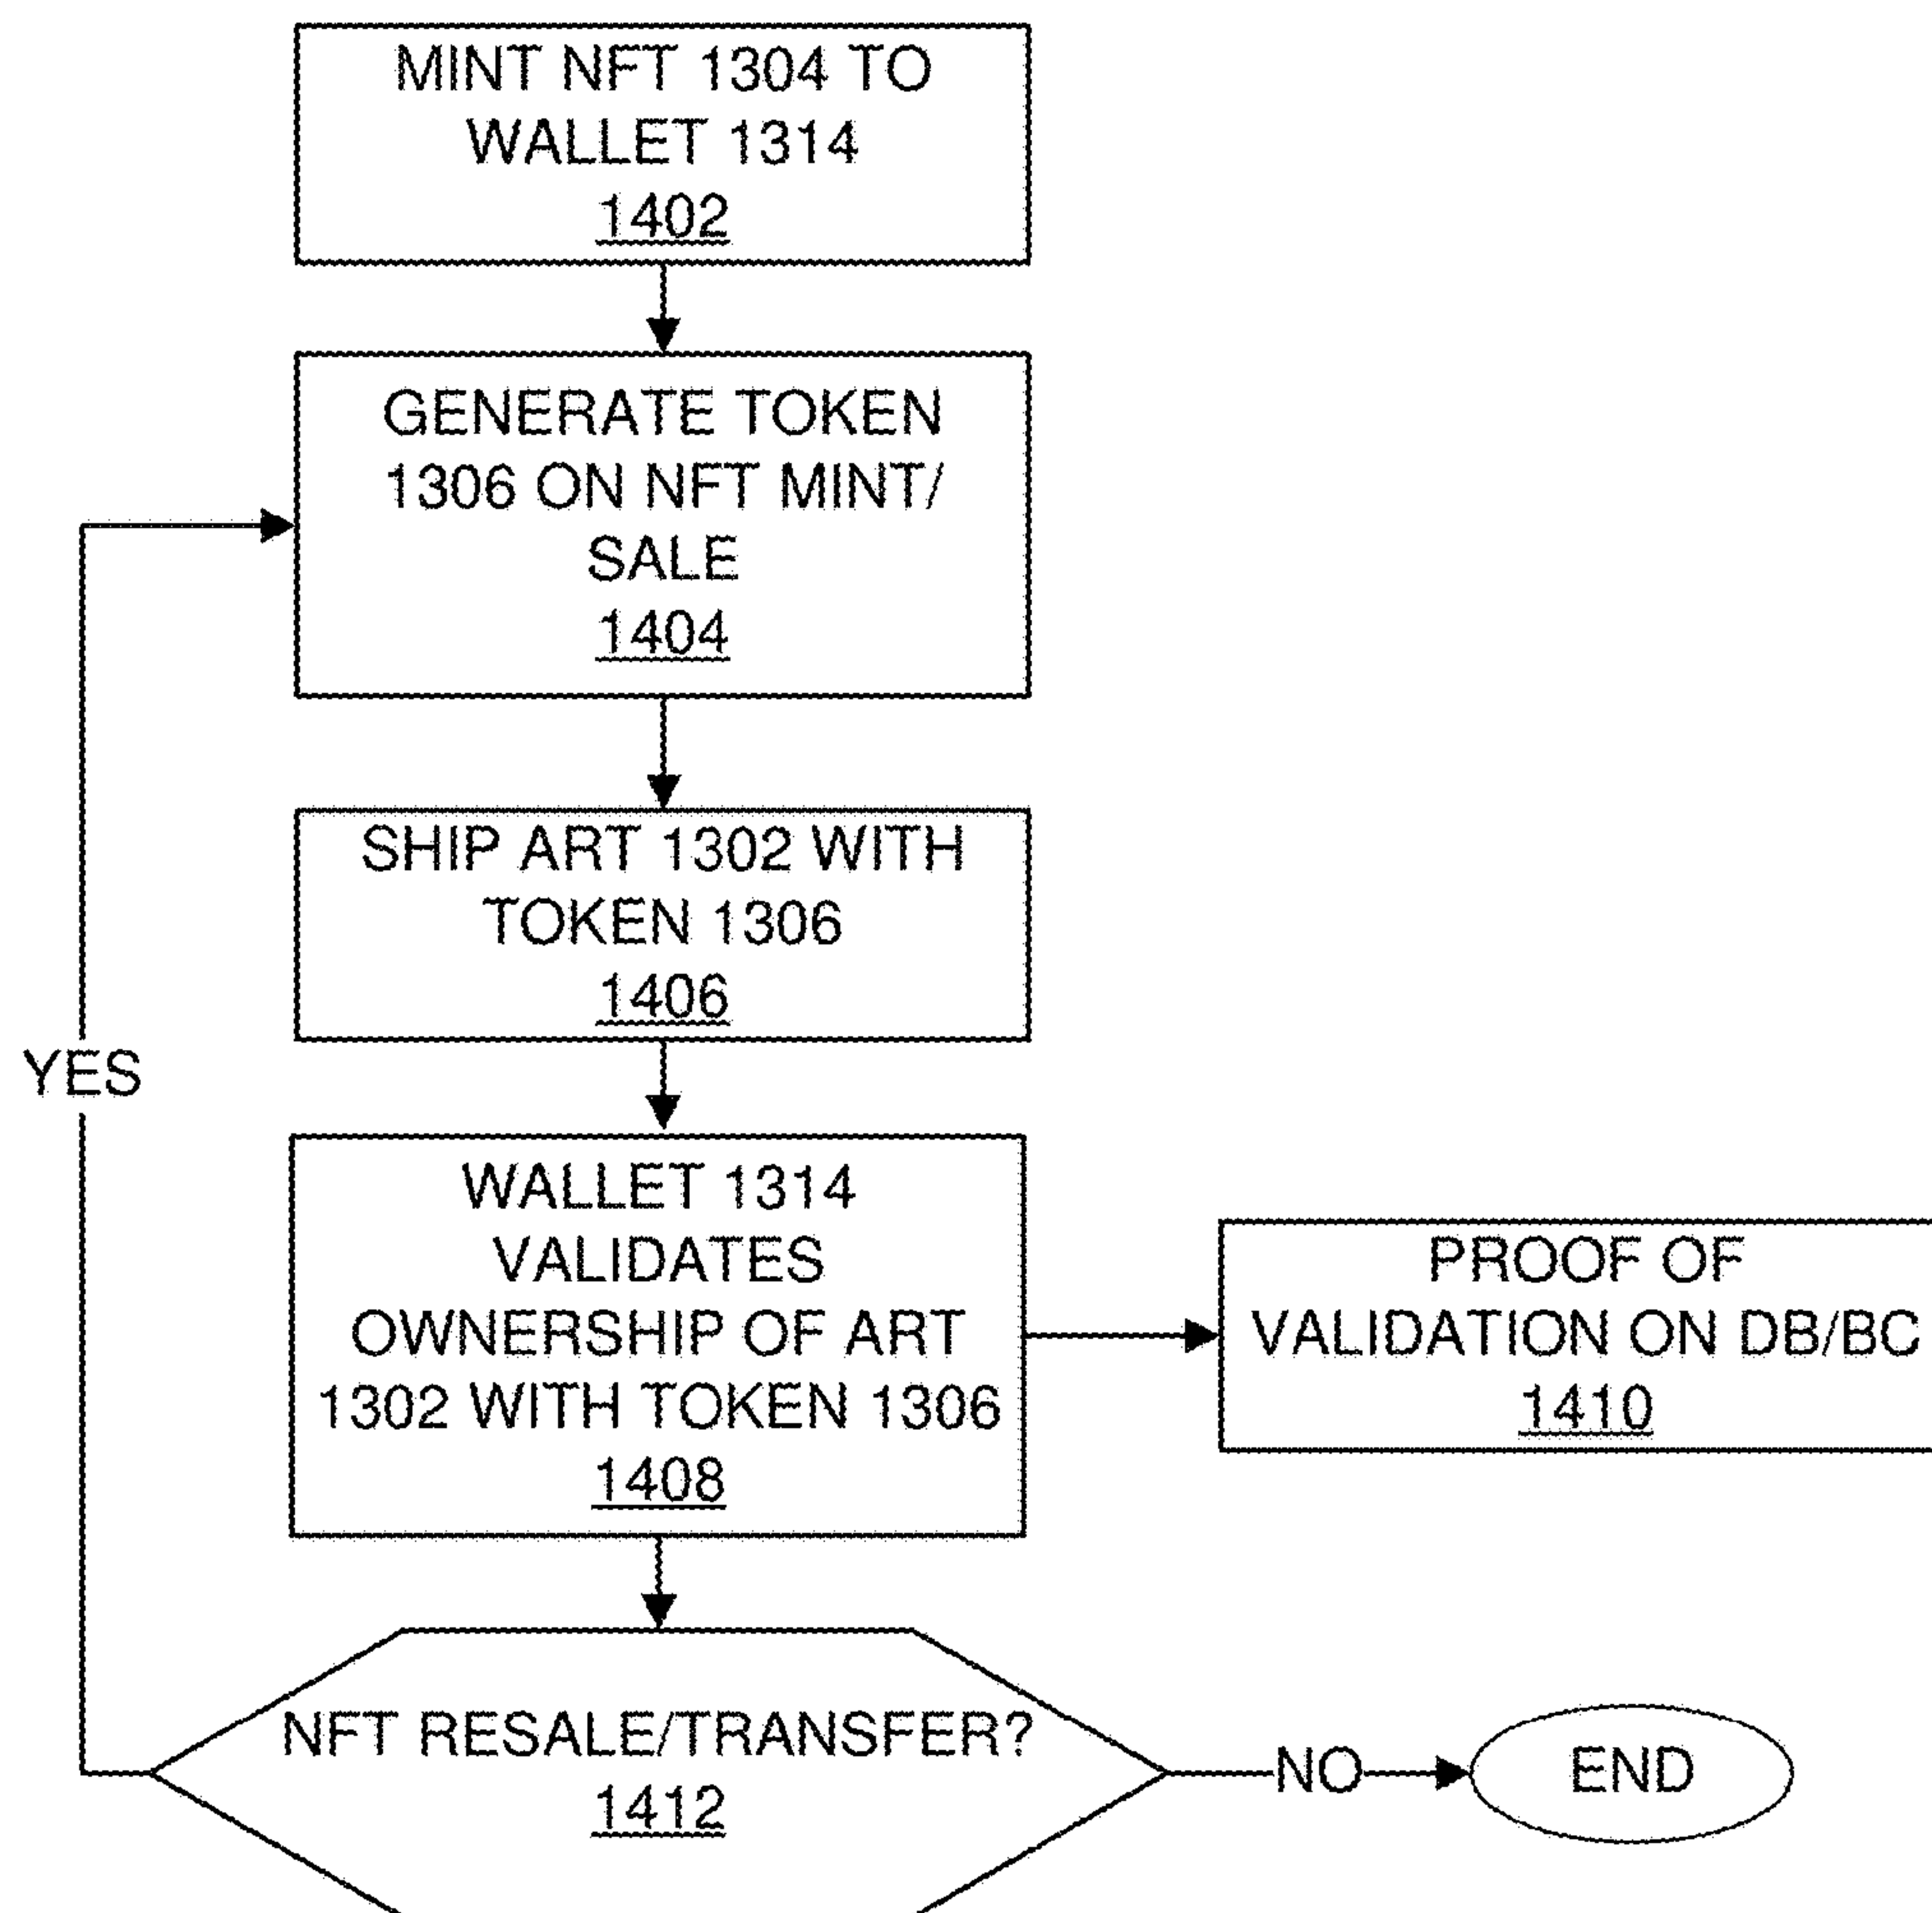 MINT NFT 1304 TO
WALLET 1314
1402
GENERATE TOKEN
1306 ON NFT MINT/
SALE
1404
SHIP ART 1302 WITH
TOKEN 1306
1406
YES
WALLET 1314
VALIDATES
OWNERSHIP OF ART
1302 WITH TOKEN 1306
1408
PROOF OF
VALIDATION ON DB/BC
1410
NFT RESALE/TRANSFER?
1412
NO
END